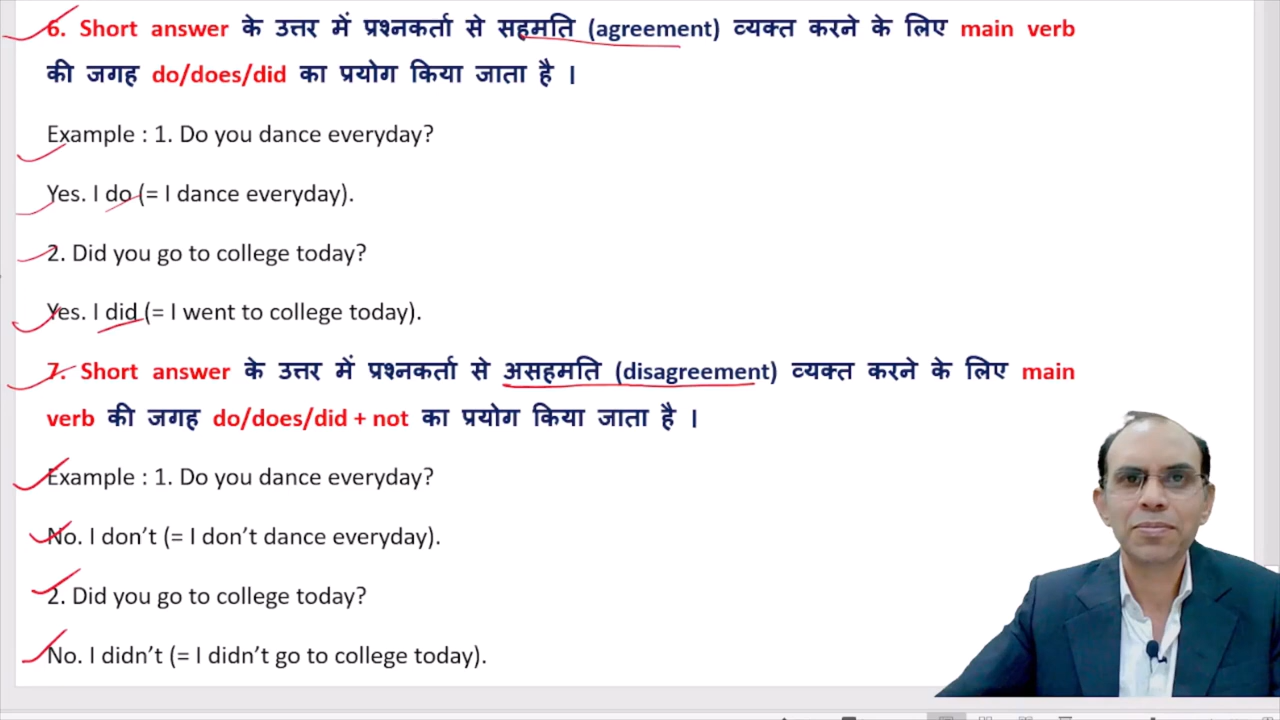 6. Short answer के उत्तर में प्रश्नकर्ता से सहमति (agreement) व्यक्त करने के लिए main verb
की जगह do/does/did का प्रयोग किया जाता है ।
Example : 1. Do you dance everyday?
Yes. I do (= I dance everyday).
2. Did you go to college today?
Yes. I did (= I went to college today).
7. Short answer के उत्तर में प्रश्नकर्ता से असहमति (disagreement) व्यक्त करने के लिए main
verb की जगह do/does/did + not का प्रयोग किया जाता है ।
Example : 1. Do you dance everyday?
No. I don’t (= I don’t dance everyday).
2. Did you go to college today?
No. I didn’t (= I didn’t go to college today).